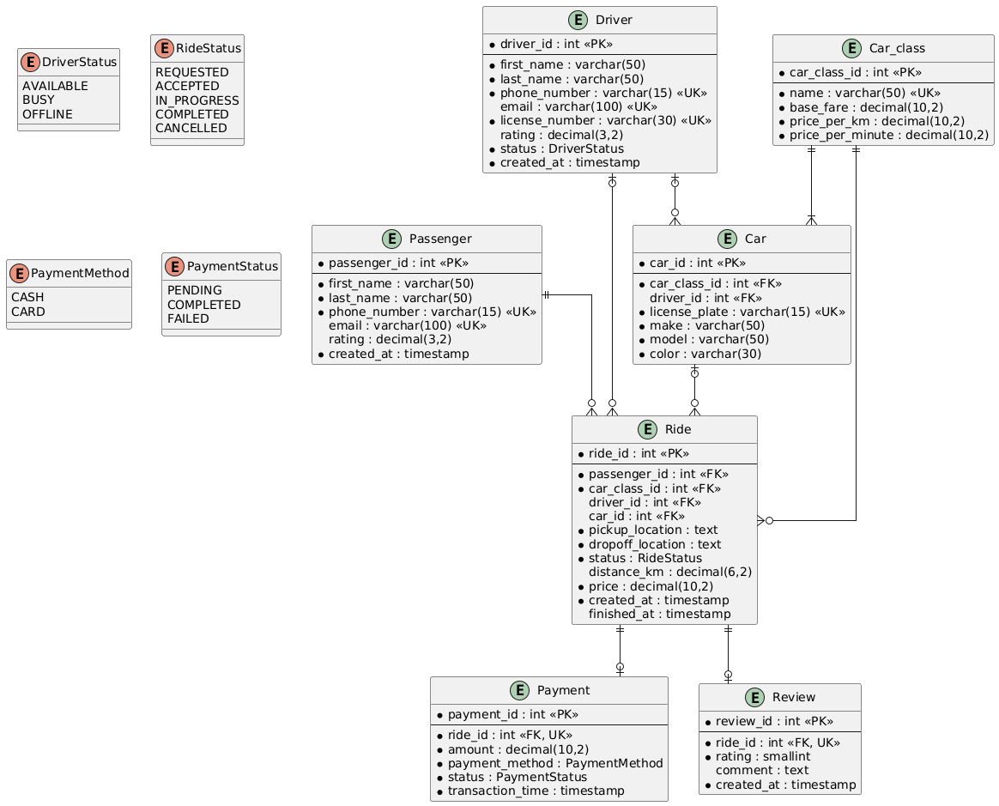 E DriverStatus
AVAILABLE
BUSY
OFFLINE
E RideStatus
REQUESTED
ACCEPTED
IN_PROGRESS
COMPLETED
CANCELLED
E Driver
driver_id : int «PK»
first_name : varchar(50)
last_name : varchar(50)
phone_number : varchar(15) «UK»
email : varchar(100) «UK»
license_number : varchar(30) «UK»
rating : decimal(3,2)
status : DriverStatus
created_at : timestamp
E Car_class
car_class_id : int «PK»
name : varchar(50) «UK»
base_fare : decimal(10,2)
price_per_km : decimal(10,2)
price_per_minute : decimal(10,2)
E PaymentMethod
CASH
CARD
E PaymentStatus
PENDING
COMPLETED
FAILED
E Passenger
passenger_id : int «PK»
first_name : varchar(50)
last_name : varchar(50)
phone_number : varchar(15) «UK»
email : varchar(100) «UK»
rating : decimal(3,2)
created_at : timestamp
E Car
car_id : int «PK»
car_class_id : int «FK»
driver_id : int «FK»
license_plate : varchar(15) «UK»
make : varchar(50)
model : varchar(50)
color : varchar(30)
E Ride
ride_id : int «PK»
passenger_id : int «FK»
car_class_id : int «FK»
driver_id : int «FK»
car_id : int «FK»
pickup_location : text
dropoff_location : text
status : RideStatus
distance_km : decimal(6,2)
price : decimal(10,2)
created_at : timestamp
finished_at : timestamp
E Payment
payment_id : int «PK»
ride_id : int «FK, UK»
amount : decimal(10,2)
payment_method : PaymentMethod
status : PaymentStatus
transaction_time : timestamp
E Review
review_id : int «PK»
ride_id : int «FK, UK»
rating : smallint
comment : text
created_at : timestamp